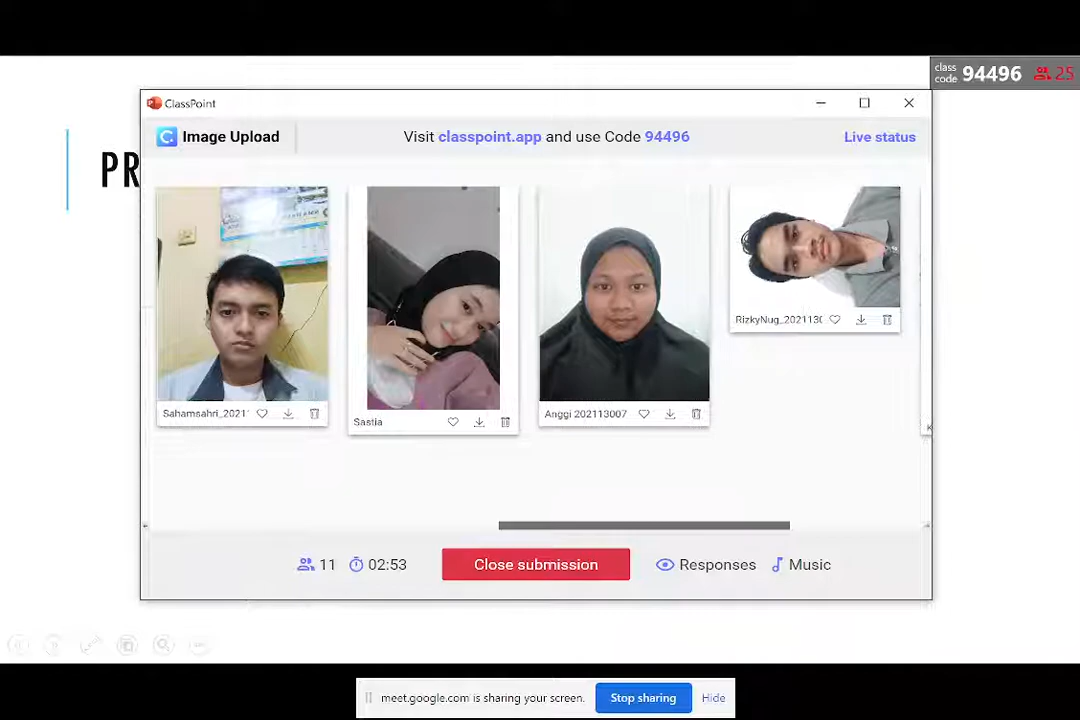 class code 94496 25
ClassPoint
Image Upload
Visit classpoint.app and use Code 94496
Live status
PR
Sahamsahri_2021
Sastia
Anggi 202113007
RizkyNug_202113
11 02:53 Close submission Responses Music
meet.google.com is sharing your screen. Stop sharing Hide